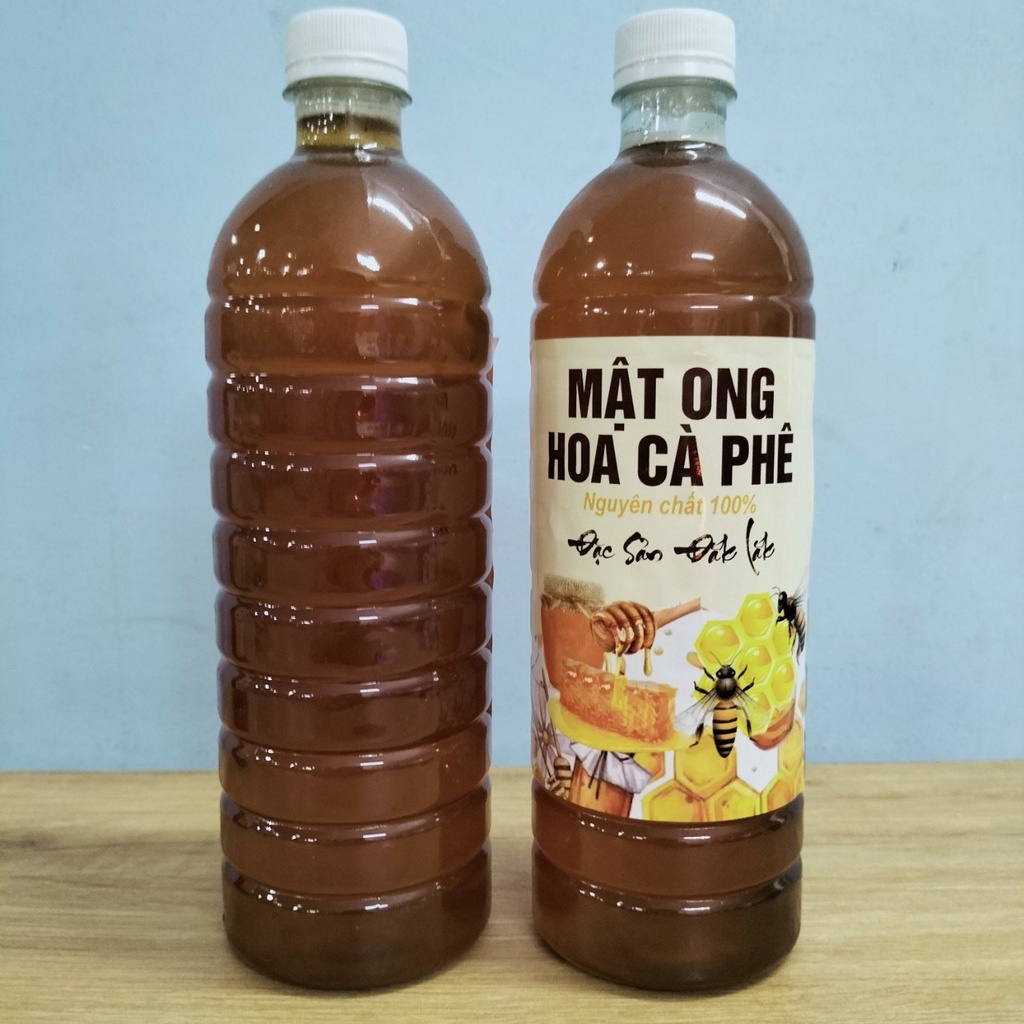 MẬT ONG
HOA CÀ PHÊ
Nguyên chất 100%
Đặc Sản Đắk Lắk